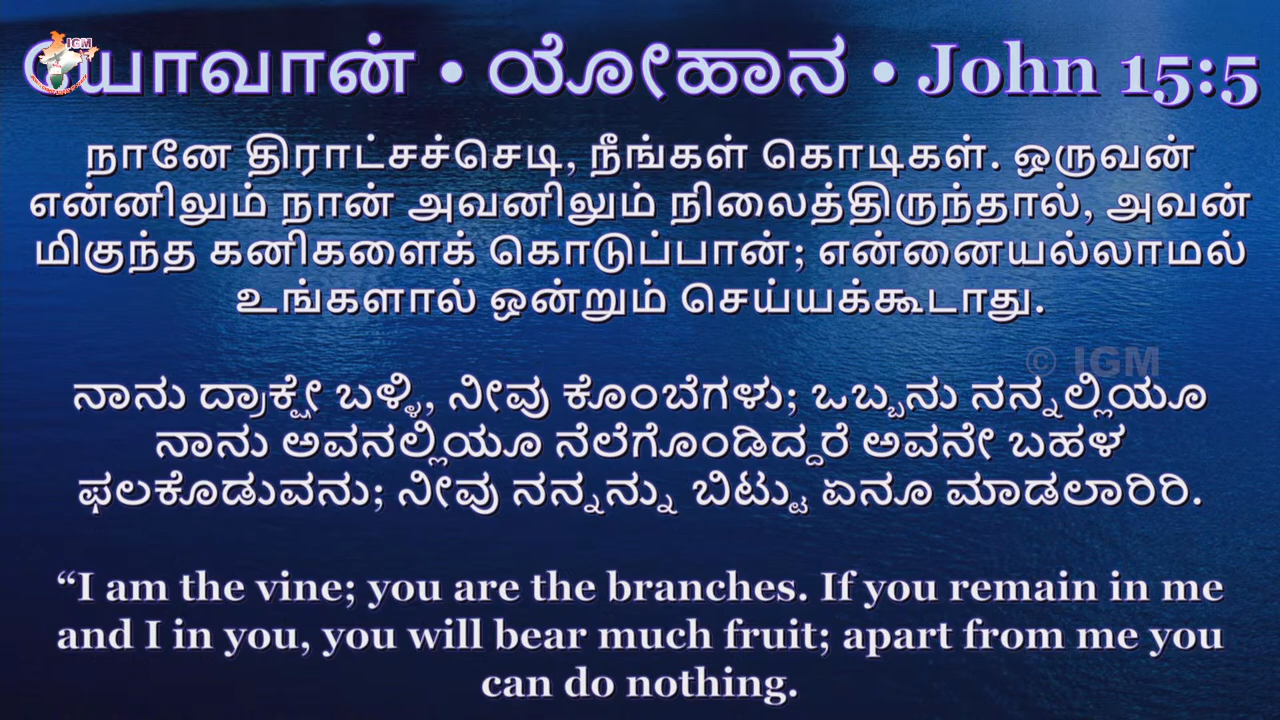 யோவான் • ಯೋಹಾನ • John 15:5
IGM
நானே திராட்சச்செடி, நீங்கள் கொடிகள். ஒருவன்
என்னிலும் நான் அவனிலும் நிலைத்திருந்தால், அவன்
மிகுந்த கனிகளைக் கொடுப்பான்; என்னையல்லாமல்
உங்களால் ஒன்றும் செய்யக்கூடாது.
© IGM
ನಾನು ದ್ರಾಕ್ಷೇ ಬಳ್ಳಿ, ನೀವು ಕೊಂಬೆಗಳು; ಒಬ್ಬನು ನನ್ನಲ್ಲಿಯೂ
ನಾನು ಅವನಲ್ಲಿಯೂ ನೆಲೆಗೊಂಡಿದ್ದರೆ ಅವನೇ ಬಹಳ
ಫಲಕೊಡುವನು; ನೀವು ನನ್ನನ್ನು ಬಿಟ್ಟು ಏನೂ ಮಾಡಲಾರಿರಿ.
“I am the vine; you are the branches. If you remain in me
and I in you, you will bear much fruit; apart from me you
can do nothing.